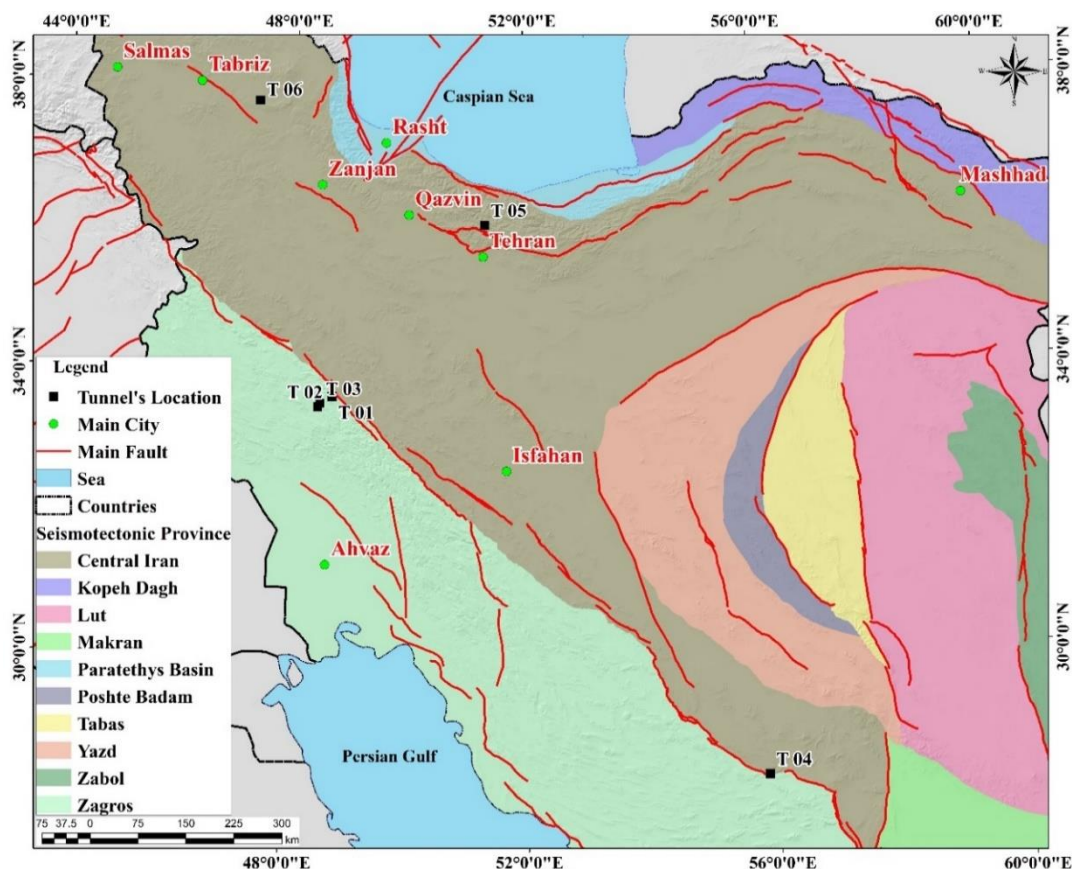 44°0'0"E
48°0'0"E
52°0'0"E
56°0'0"E
60°0'0"E
38°0'0"N
38°0'0"N
Salmas
Tabriz
T 06
Caspian Sea
N
W
E
S
Rasht
Zanjan
Mashhad
Qazvin
T 05
Tehran
34°0'0"N
34°0'0"N
Legend
Tunnel's Location
Main City
Main Fault
Sea
Countries
Seismotectonic Province
Central Iran
Kopeh Dagh
Lut
Makran
Paratethys Basin
Poshte Badam
Tabas
Yazd
Zabol
Zagros
T 02
T 03
T 01
Isfahan
Ahvaz
30°0'0"N
30°0'0"N
Persian Gulf
T 04
75 37.5 0 75 150 225 300
km
48°0'0"E
52°0'0"E
56°0'0"E
60°0'0"E